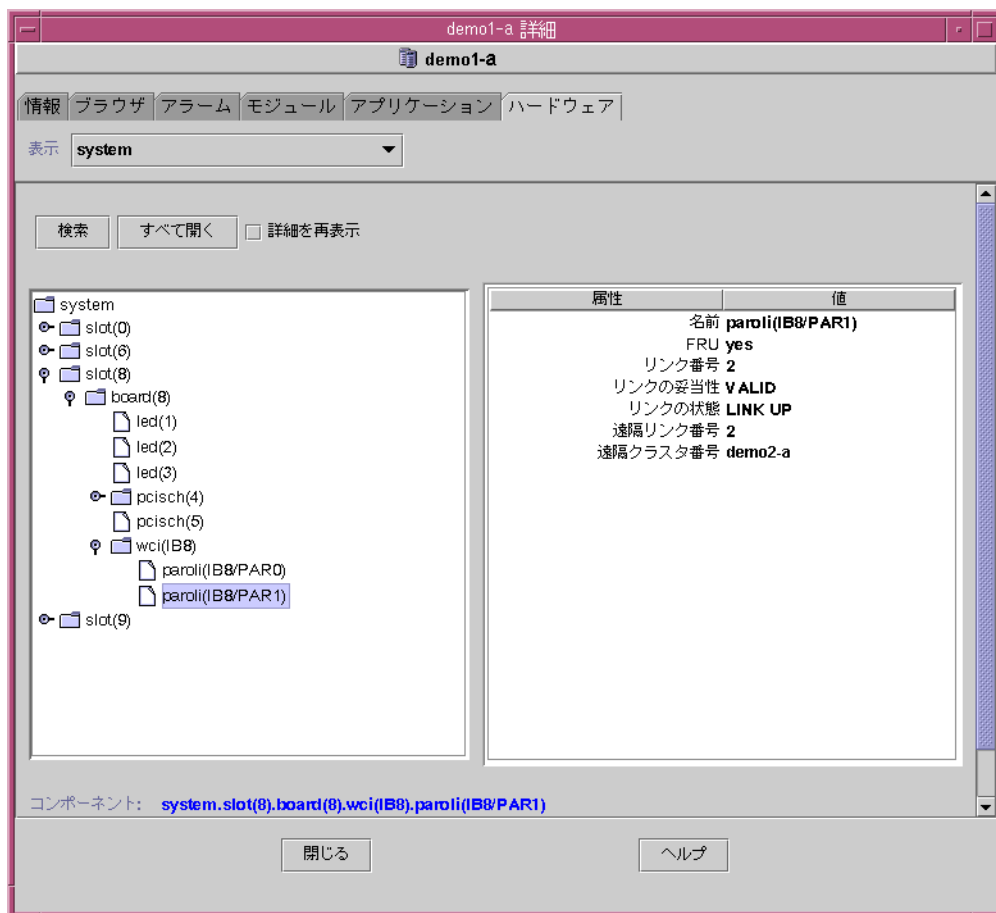 demo1-a 詳細
demo1-a
情報 ブラウザ アラーム モジュール アプリケーション ハードウェア
表示 system
検索 すべて開く 詳細を再表示
system
slot(0)
slot(6)
slot(8)
board(8)
led(1)
led(2)
led(3)
pcisch(4)
pcisch(5)
wci(IB8)
paroli(IB8/PAR0)
paroli(IB8/PAR1)
slot(9)
属性 値
名前 paroli(IB8/PAR1)
FRU yes
リンク番号 2
リンクの妥当性 VALID
リンクの状態 LINK UP
遠隔リンク番号 2
遠隔クラスタ番号 demo2-a
コンポーネント: system.slot(8).board(8).wci(IB8).paroli(IB8/PAR1)
閉じる ヘルプ